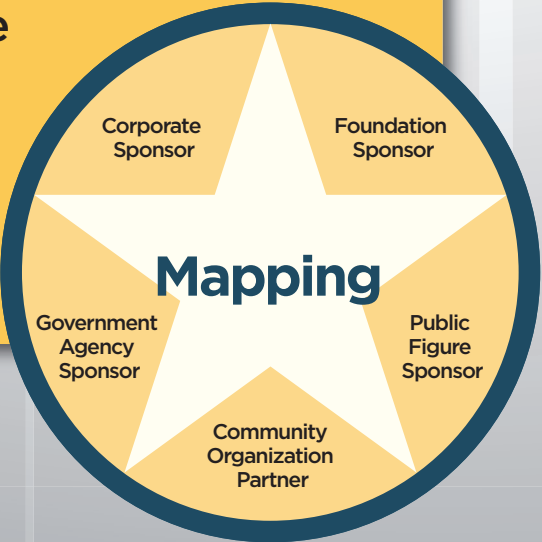 e
Corporate
Sponsor
Foundation
Sponsor
Mapping
Government
Agency
Sponsor
Public
Figure
Sponsor
Community
Organization
Partner